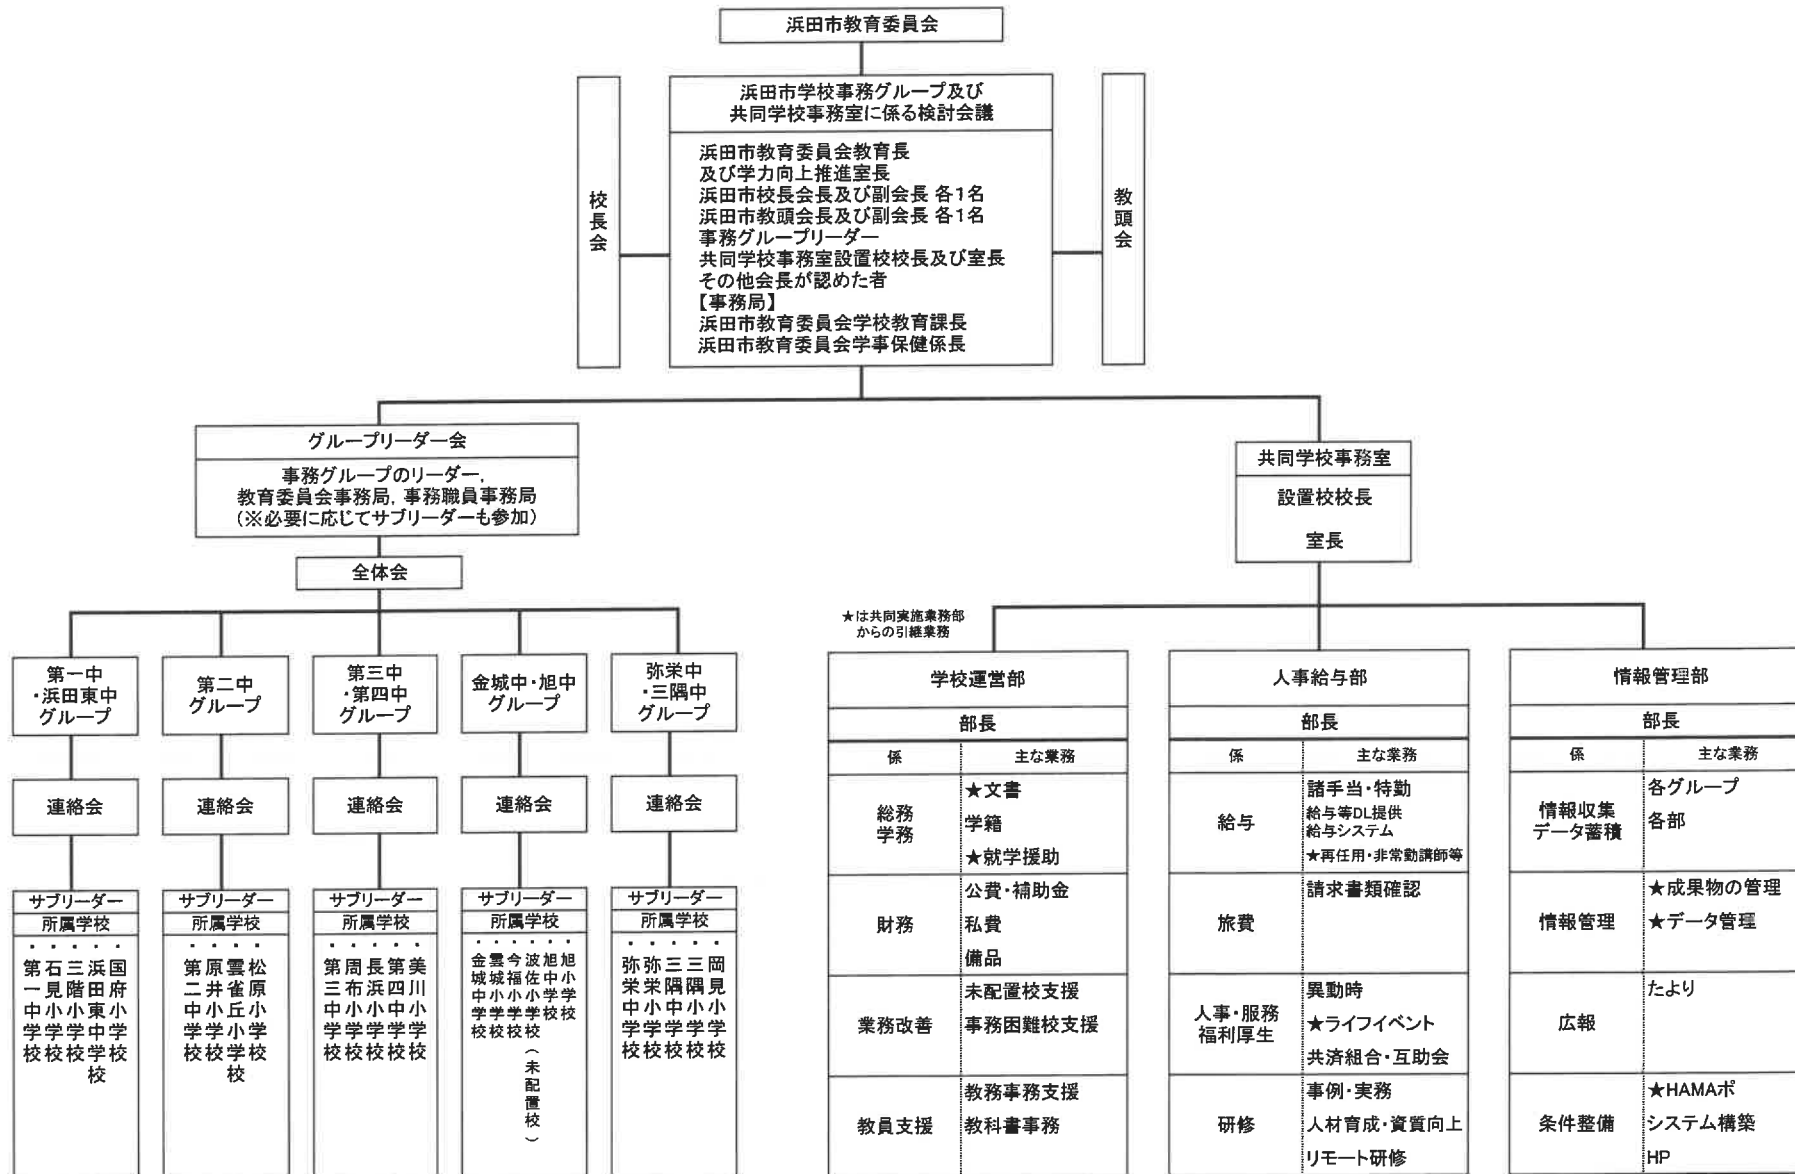 浜田市教育委員会
浜田市学校事務グループ及び
共同学校事務室に係る検討会議
浜田市教育委員会教育長
及び学力向上推進室長
浜田市校長会長及び副会長 各1名
浜田市教頭会長及び副会長 各1名
事務グループリーダー
共同学校事務室設置校校長及び室長
その他会長が認めた者
【事務局】
浜田市教育委員会学校教育課長
浜田市教育委員会学事保健係長
校長会
教頭会
グループリーダー会
事務グループのリーダー,
教育委員会事務局, 事務職員事務局
(※必要に応じてサブリーダーも参加)
全体会
第一中
・浜田東中
グループ
連絡会
サブリーダー
所属学校
・第一中学校
・石見小学校
・三階小学校
・浜田東中学校
・国府小学校
第二中
グループ
連絡会
サブリーダー
所属学校
・第二中学校
・原井小学校
・雲雀丘小学校
・松原小学校
第三中
・第四中
グループ
連絡会
サブリーダー
所属学校
・第三中学校
・周布小学校
・長浜小学校
・第四中学校
・美川小学校
金城中・旭中
グループ
連絡会
サブリーダー
所属学校
・金城中学校
・雲城小学校
・今福小学校
・波佐小学校(未配置校)
・旭中学校
・旭小学校
弥栄中
・三隅中
グループ
連絡会
サブリーダー
所属学校
・弥栄中学校
・弥栄小学校
・三隅中学校
・三隅小学校
・岡見小学校
共同学校事務室
設置校校長
室長
★は共同実施業務部
からの引継業務
学校運営部
部長
係 主な業務
総務
学務
★文書
学籍
★就学援助
財務
公費・補助金
私費
備品
業務改善
未配置校支援
事務困難校支援
教員支援
教務事務支援
教科書事務
人事給与部
部長
係 主な業務
給与
諸手当・特勤
給与等DL提供
給与システム
★再任用・非常勤講師等
旅費
請求書類確認
人事・服務
福利厚生
異動時
★ライフイベント
共済組合・互助会
研修
事例・実務
人材育成・資質向上
リモート研修
情報管理部
部長
係 主な業務
情報収集
データ蓄積
各グループ
各部
情報管理
★成果物の管理
★データ管理
広報
たより
条件整備
★HAMAポ
システム構築
HP